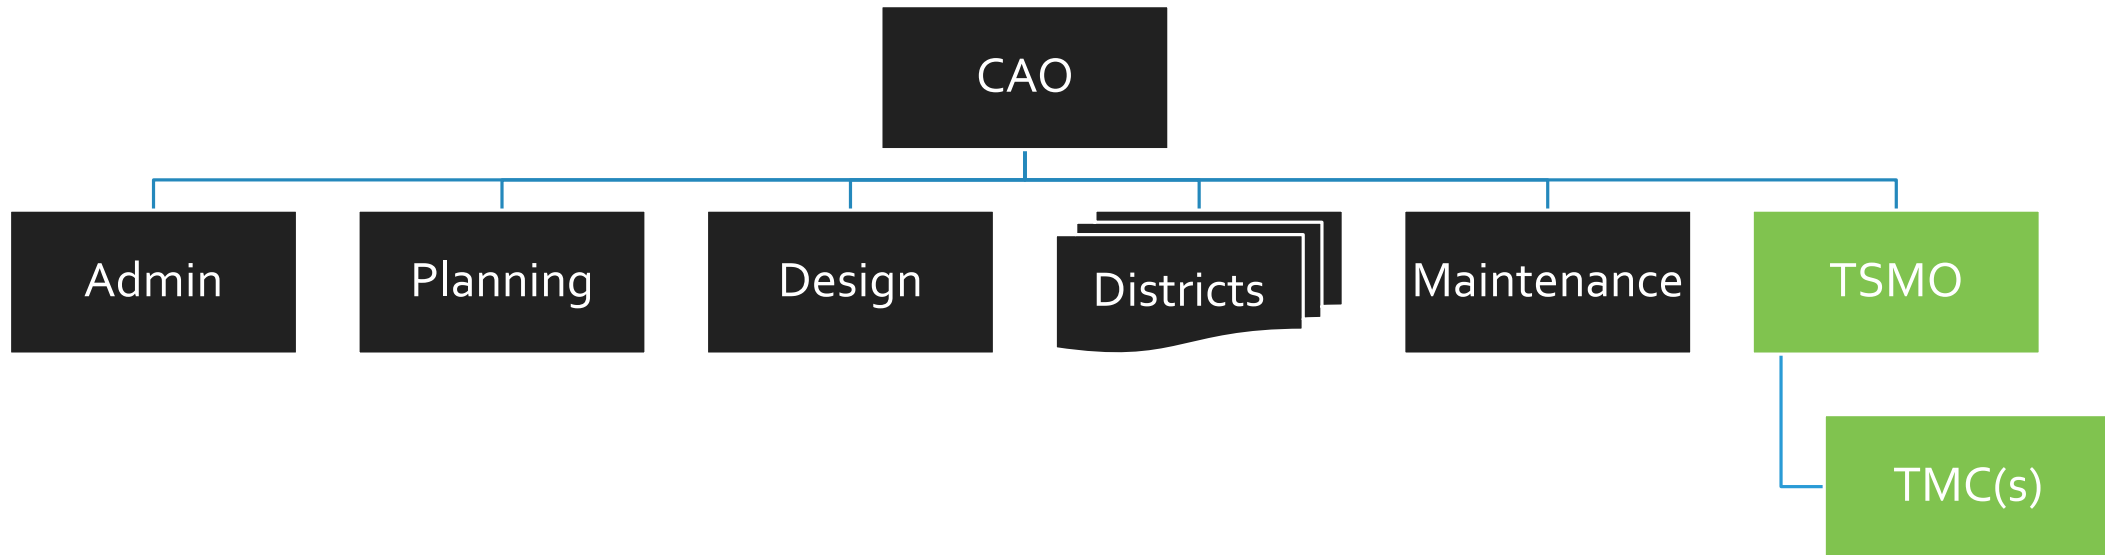 CAO
Admin
Planning
Design
Districts
Maintenance
TSMO
TMC(s)